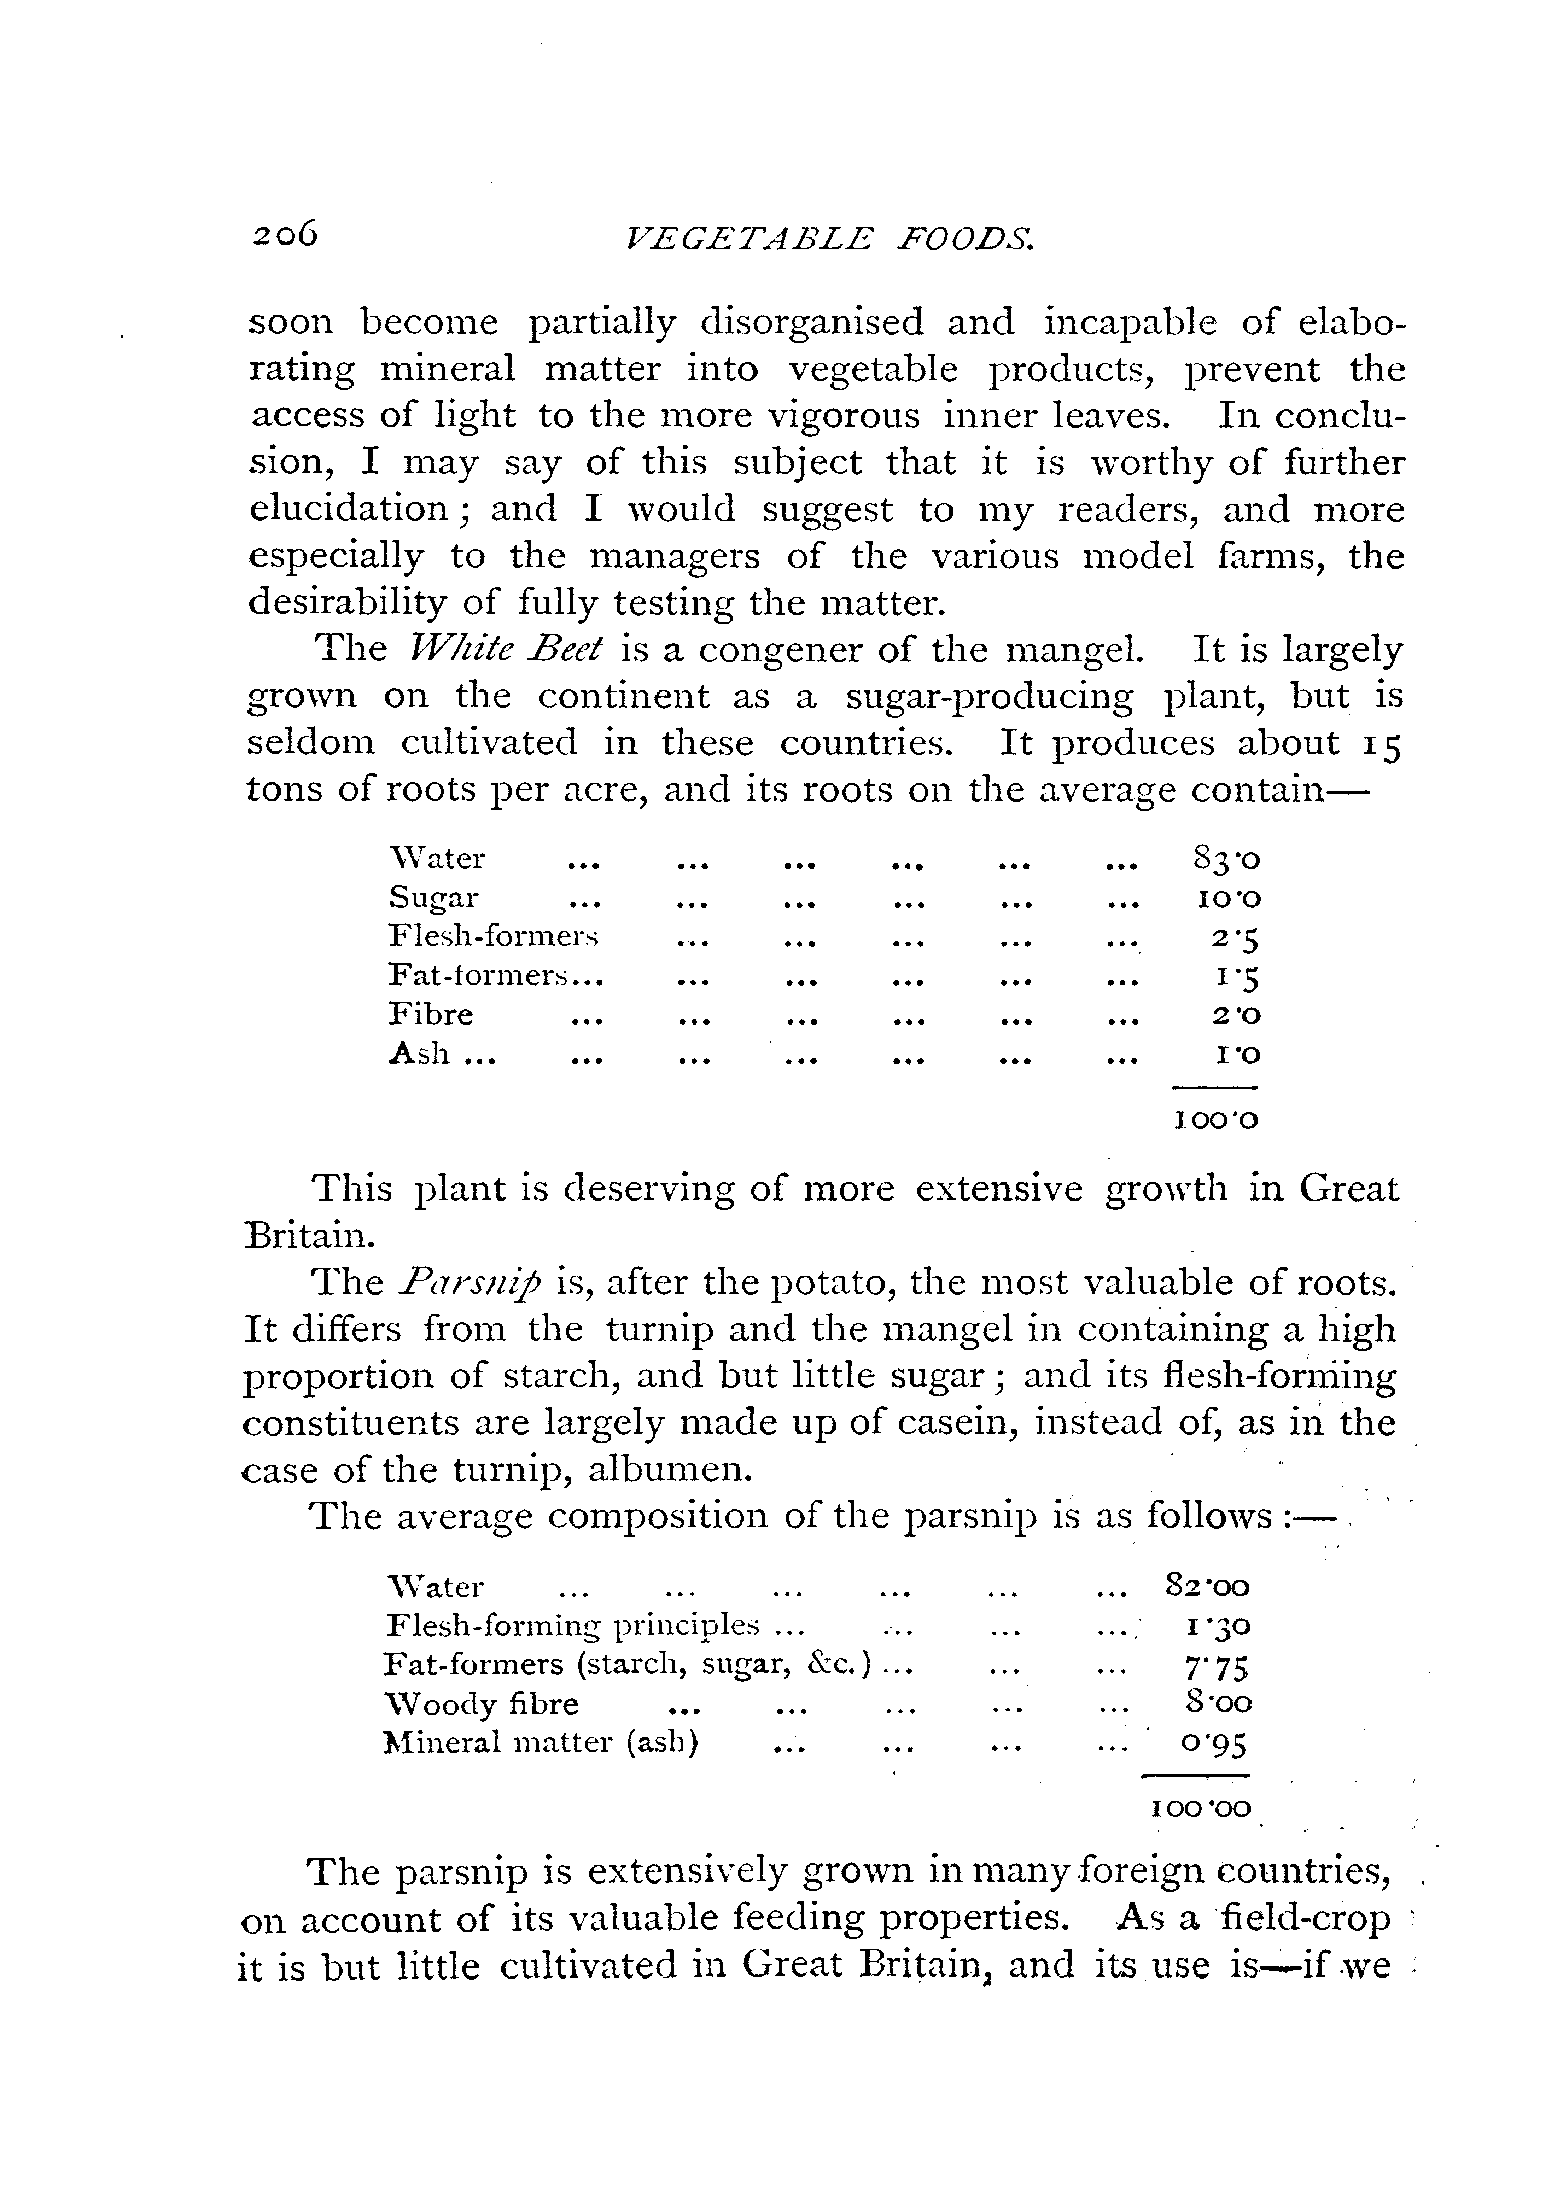 206 VEGETABLE FOODS.
soon become partially disorganised and incapable of elabo-
rating mineral matter into vegetable products, prevent the
access of light to the more vigorous inner leaves. In conclu-
sion, I may say of this subject that it is worthy of further
elucidation; and I would suggest to my readers, and more
especially to the managers of the various model farms, the
desirability of fully testing the matter.
The White Beet is a congener of the mangel. It is largely
grown on the continent as a sugar-producing plant, but is
seldom cultivated in these countries. It produces about 15
tons of roots per acre, and its roots on the average contain—
Water ... ... ... ... ... ... 83·0
Sugar ... ... ... ... ... ... 10·0
Flesh-formers ... ... ... ... ... 2·5
Fat-formers... ... ... ... ... ... 1·5
Fibre ... ... ... ... ... ... 2·0
Ash ... ... ... ... ... ... ... 1·0
100·0
This plant is deserving of more extensive growth in Great
Britain.
The Parsnip is, after the potato, the most valuable of roots.
It differs from the turnip and the mangel in containing a high
proportion of starch, and but little sugar; and its flesh-forming
constituents are largely made up of casein, instead of, as in the
case of the turnip, albumen.
The average composition of the parsnip is as follows:—
Water ... ... ... ... ... ... 82·00
Flesh-forming principles ... ... ... ... 1·30
Fat-formers (starch, sugar, &c.) ... ... ... 7·75
Woody fibre ... ... ... ... ... 8·00
Mineral matter (ash) ... ... ... ... 0·95
100·00
The parsnip is extensively grown in many foreign countries,
on account of its valuable feeding properties. As a field-crop
it is but little cultivated in Great Britain, and its use is—if we